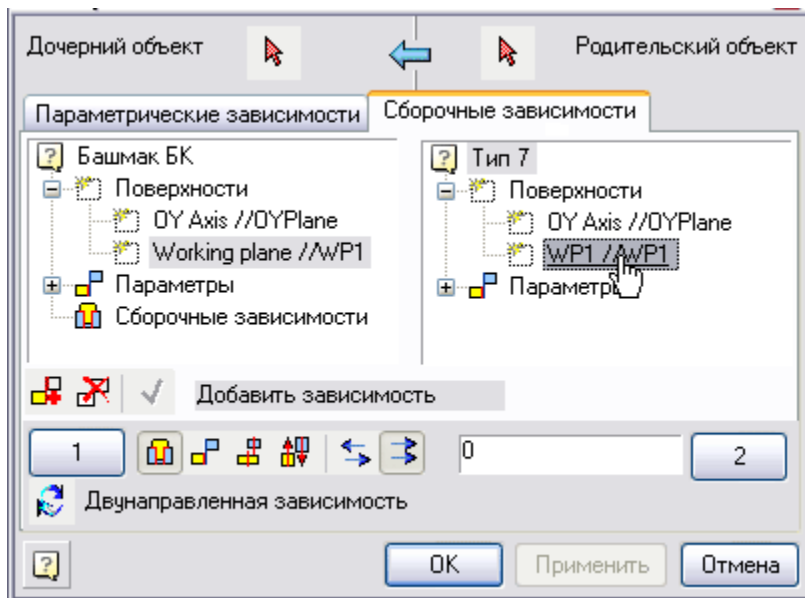 Дочерний объект
Родительский объект
Параметрические зависимости
Сборочные зависимости
Башмак БК
Поверхности
OY Axis //OYPlane
Working plane //WP1
Параметры
Сборочные зависимости
Тип 7
Поверхности
OY Axis //OYPlane
WP1 //WP1
Параметры
Добавить зависимость
1
0
2
Двунаправленная зависимость
OK
Применить
Отмена